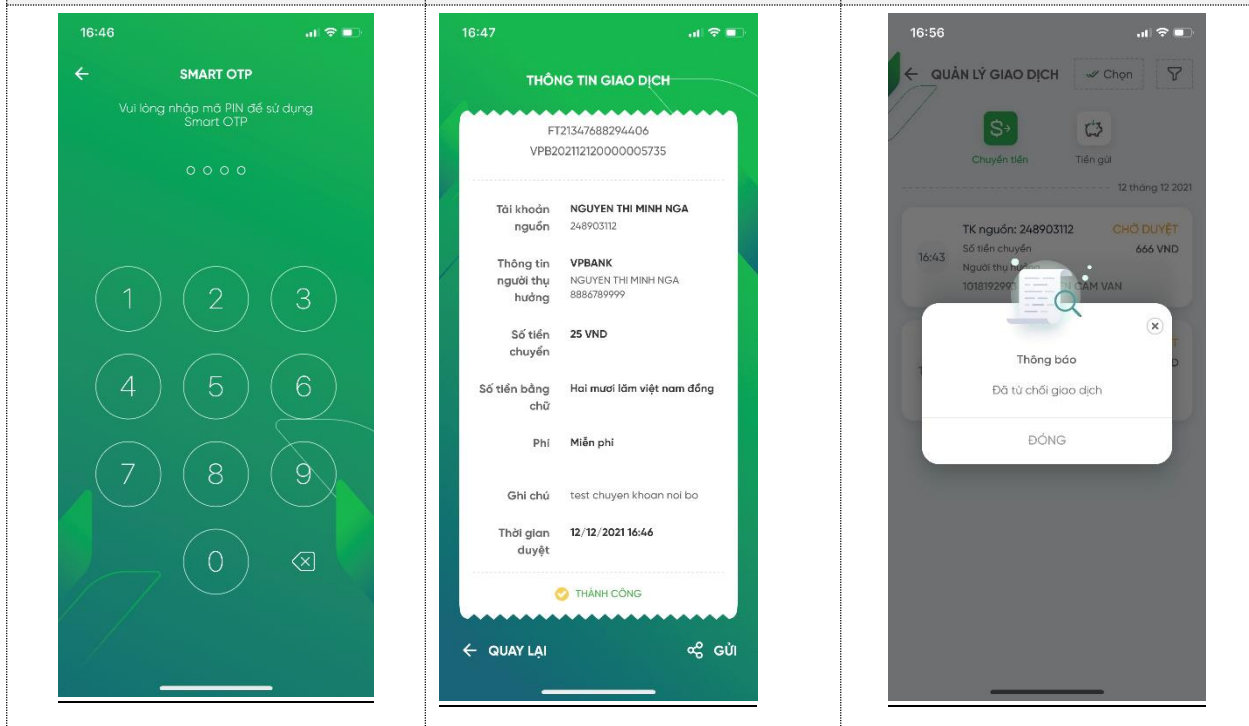 16:46
SMART OTP
Vui lòng nhập mã PIN để sử dụng
Smart OTP
1
2
3
4
5
6
7
8
9
0
16:47
THÔNG TIN GIAO DỊCH
FT21347688294406
VPB202112120000005735
Tài khoản
nguồn
NGUYEN THI MINH NGA
248903112
Thông tin
người thụ
hưởng
VPBANK
NGUYEN THI MINH NGA
8886789999
Số tiền
chuyển
25 VND
Số tiền bằng
chữ
Hai mươi lăm việt nam đồng
Phí
Miễn phí
Ghi chú
test chuyen khoan noi bo
Thời gian
duyệt
12/12/2021 16:46
THÀNH CÔNG
QUAY LẠI
GỬI
16:56
QUẢN LÝ GIAO DỊCH
Chọn
Chuyển tiền
Tiền gửi
12 tháng 12 2021
TK nguồn: 248903112
CHỜ DUYỆT
16:43
Số tiền chuyển
666 VND
Người thụ hưởng
CAM VAN
Thông báo
Đã từ chối giao dịch
ĐÓNG